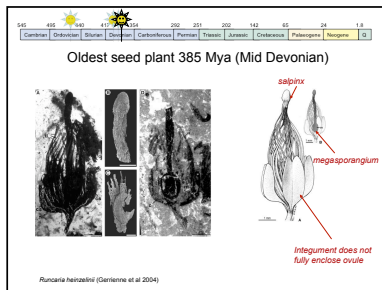 545 495 440 417 354 292 251 205 142 65 24 1.8
Cambrian Ordovician Silurian Devonian Carboniferous Permian Triassic Jurassic Cretaceous Palaeogene Neogene Q
Oldest seed plant 385 Mya (Mid Devonian)
salpinx
megasporangium
A
B
C
D
A
B
Integument does not
fully enclose ovule
Runcaria heinzelinii (Gerrienne et al 2004)